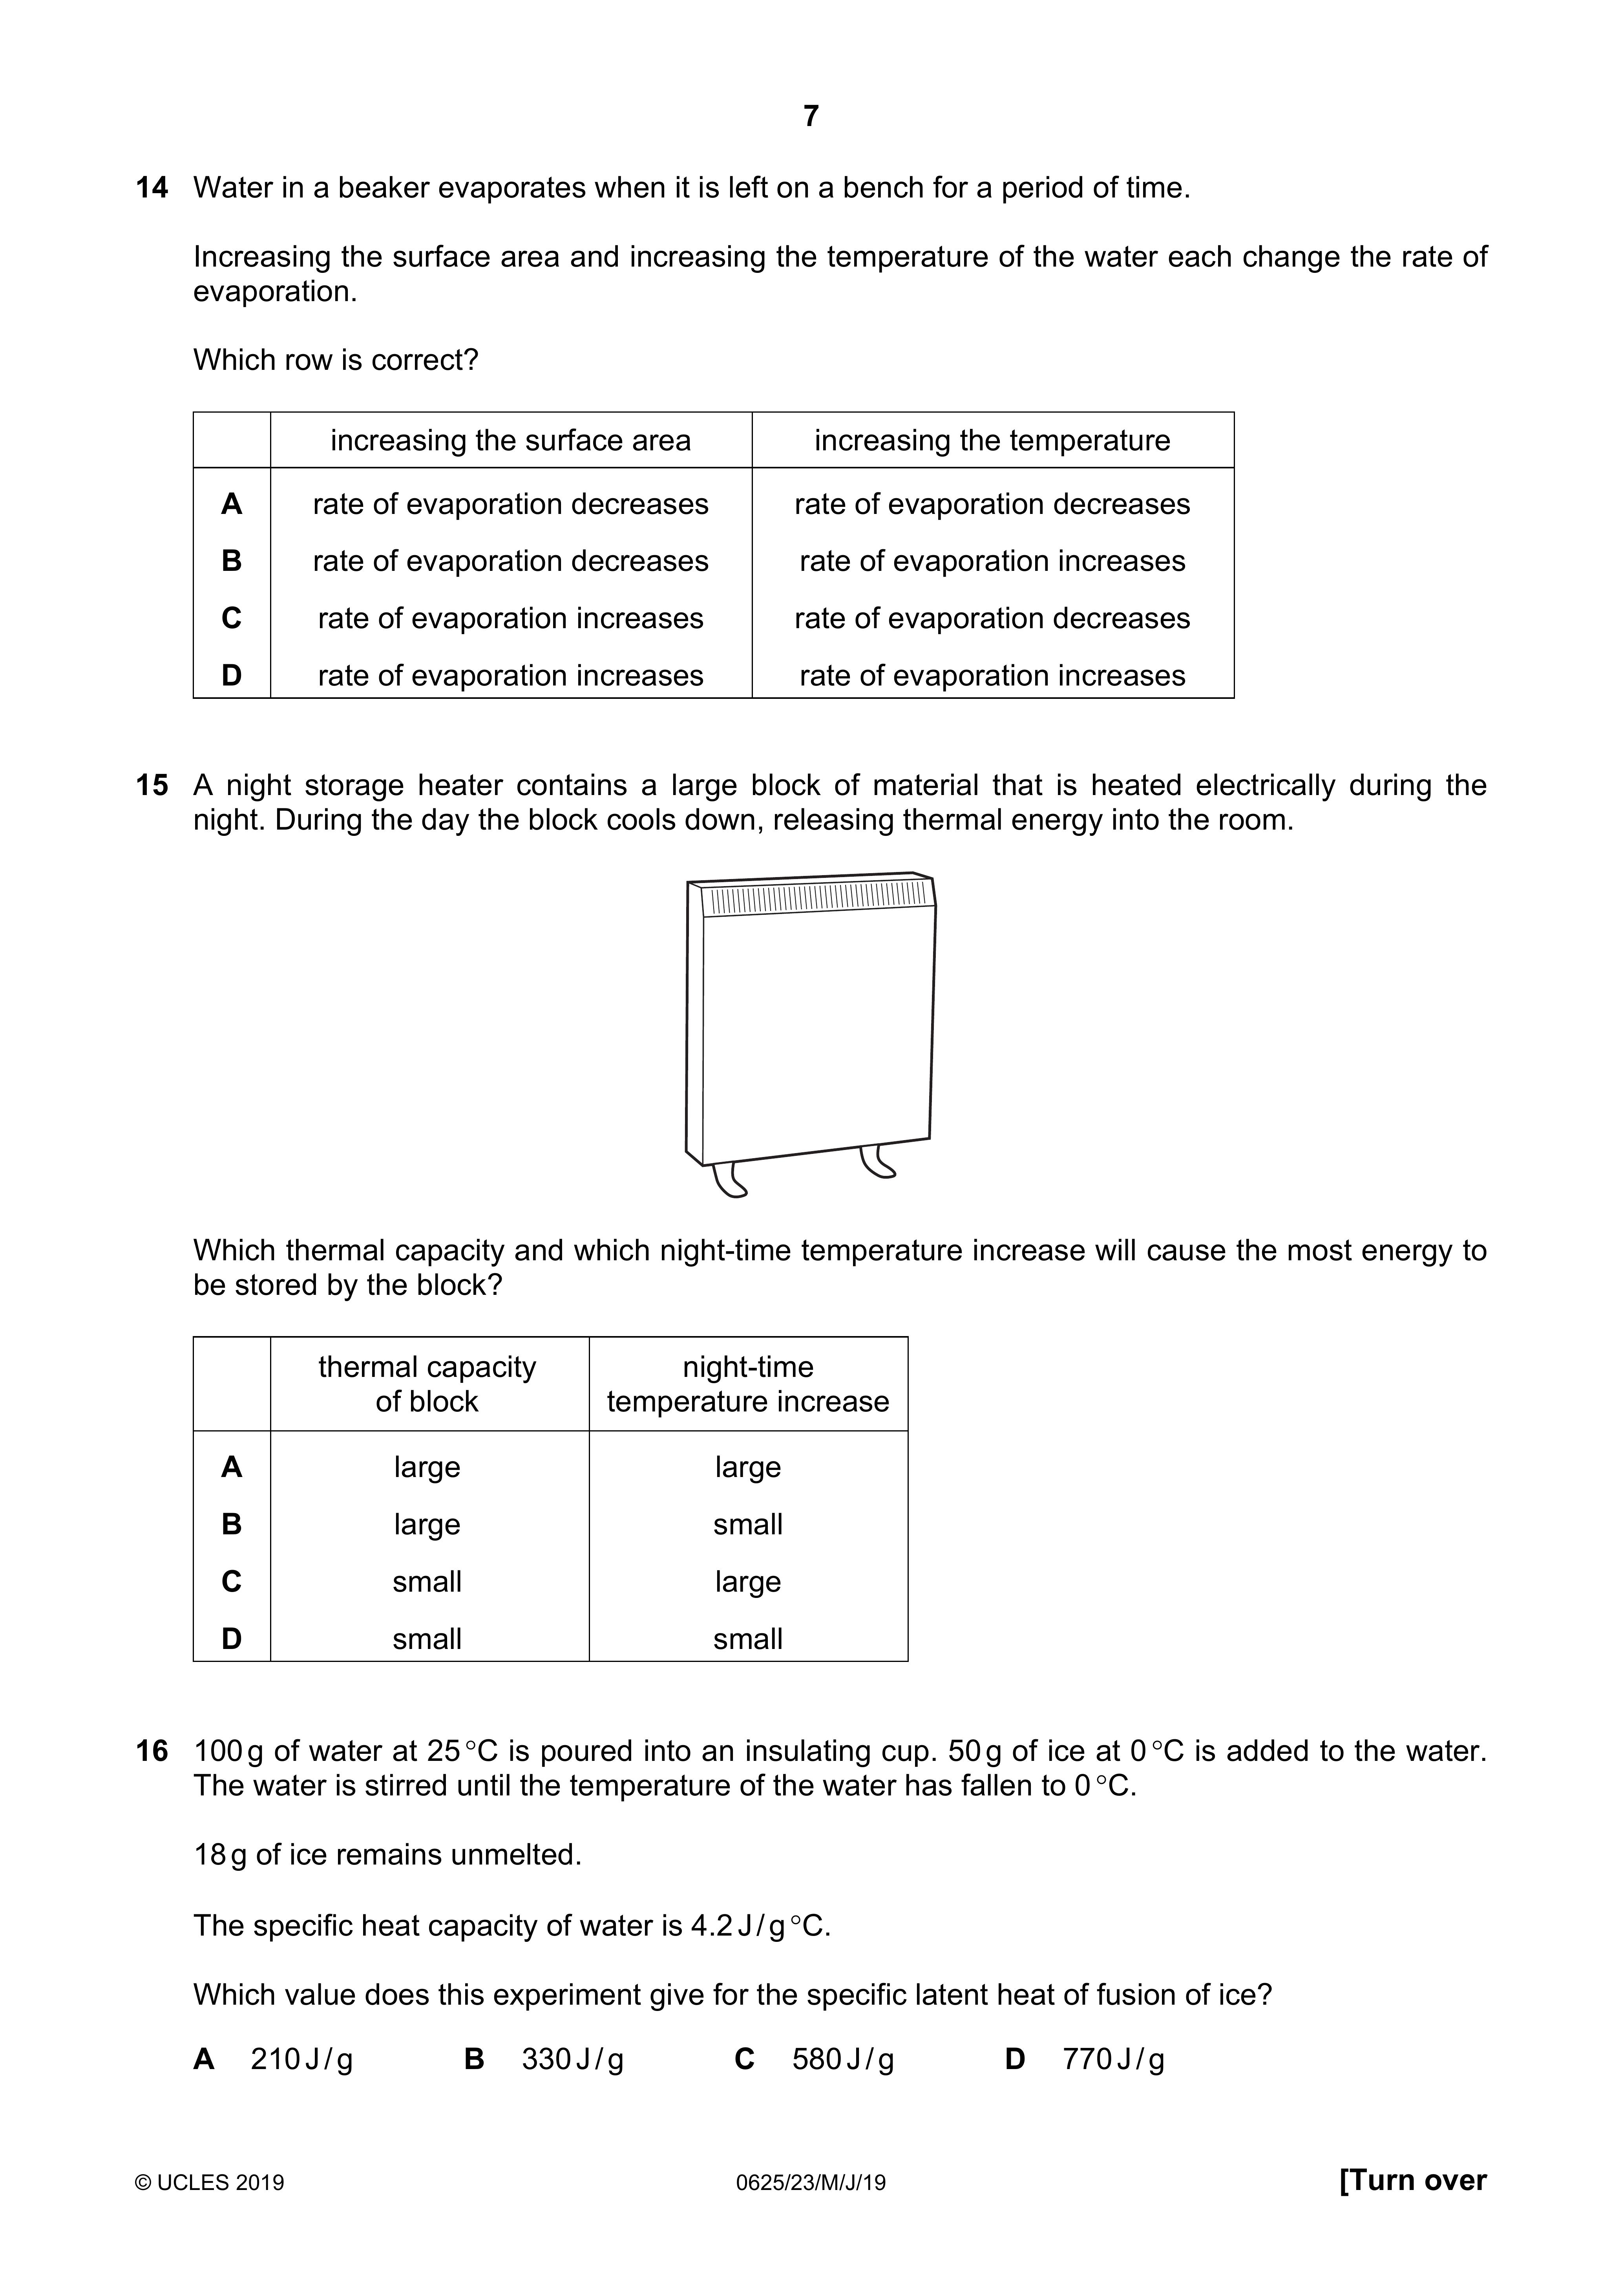 7
14 Water in a beaker evaporates when it is left on a bench for a period of time.
Increasing the surface area and increasing the temperature of the water each change the rate of
evaporation.
Which row is correct?
increasing the surface area increasing the temperature
A rate of evaporation decreases rate of evaporation decreases
B rate of evaporation decreases rate of evaporation increases
C rate of evaporation increases rate of evaporation decreases
D rate of evaporation increases rate of evaporation increases
15 A night storage heater contains a large block of material that is heated electrically during the
night. During the day the block cools down, releasing thermal energy into the room.
Which thermal capacity and which night-time temperature increase will cause the most energy to
be stored by the block?
thermal capacity night-time
of block temperature increase
A large large
B large small
C small large
D small small
16 100 g of water at 25 °C is poured into an insulating cup. 50 g of ice at 0 °C is added to the water.
The water is stirred until the temperature of the water has fallen to 0 °C.
18 g of ice remains unmelted.
The specific heat capacity of water is 4.2 J / g °C.
Which value does this experiment give for the specific latent heat of fusion of ice?
A 210 J / g B 330 J / g C 580 J / g D 770 J / g
© UCLES 2019 0625/23/M/J/19 [Turn over